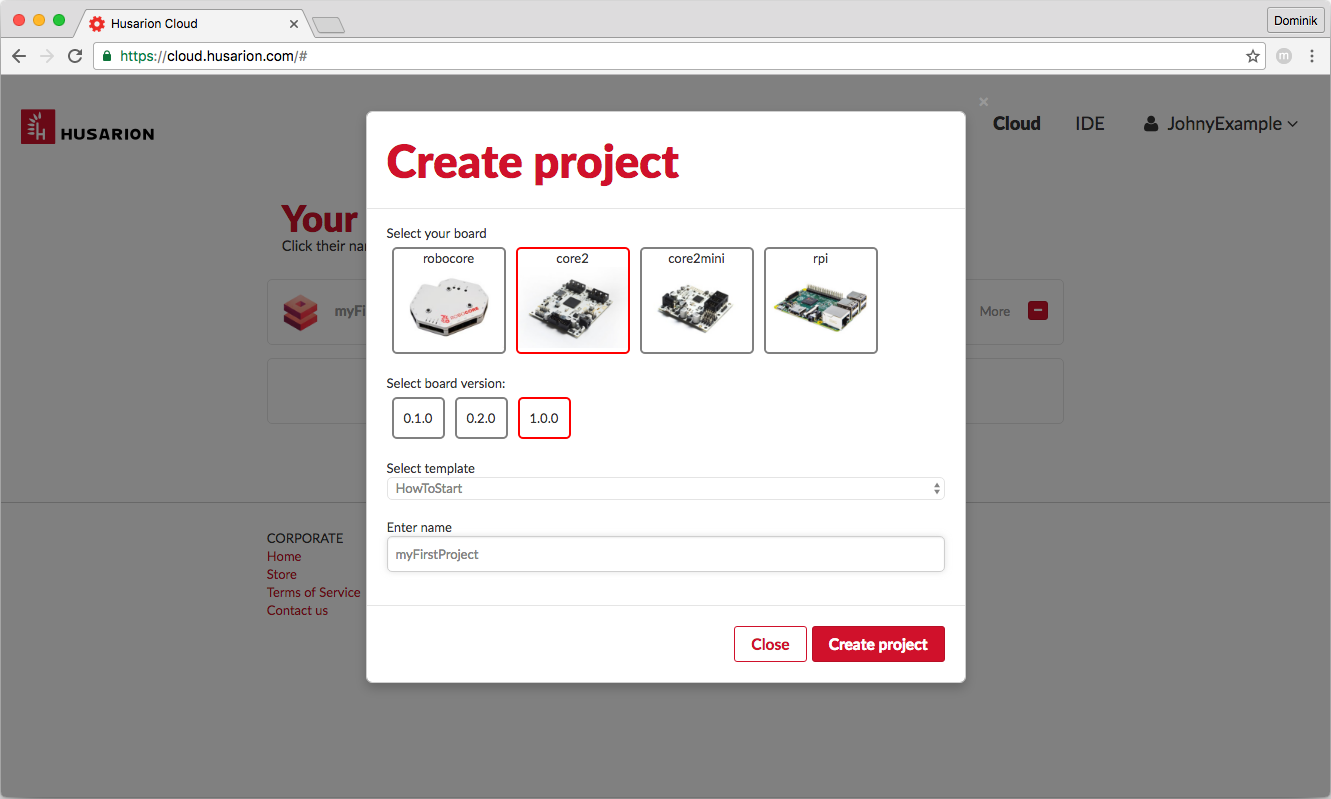 Husarion Cloud
Dominik
https://cloud.husarion.com/#
m
HUSARION
Cloud
IDE
JohnyExample
Create project
Your
Click their na
Select your board
robocore
core2
core2mini
rpi
myFi
More
Select board version:
0.1.0
0.2.0
1.0.0
Select template
HowToStart
Enter name
myFirstProject
CORPORATE
Home
Store
Terms of Service
Contact us
Close
Create project